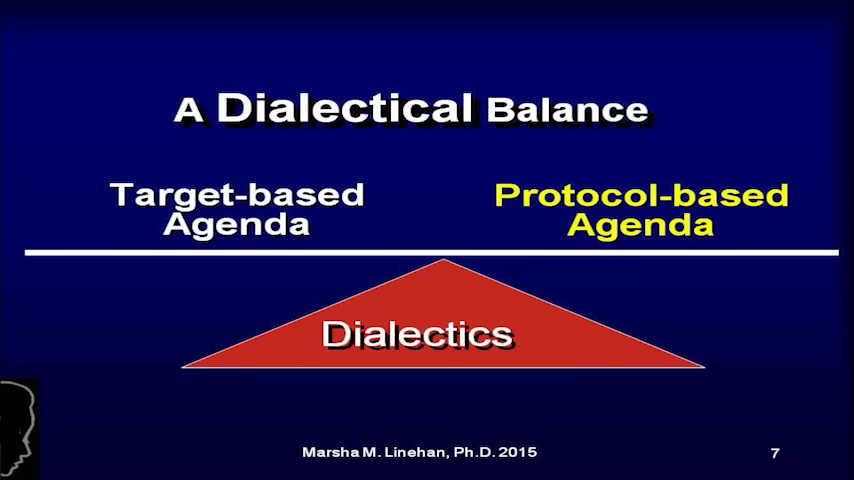 A Dialectical Balance
Target-based Protocol-based
Agenda Agenda
Dialectics
Marsha M. Linehan, Ph.D. 2015 7